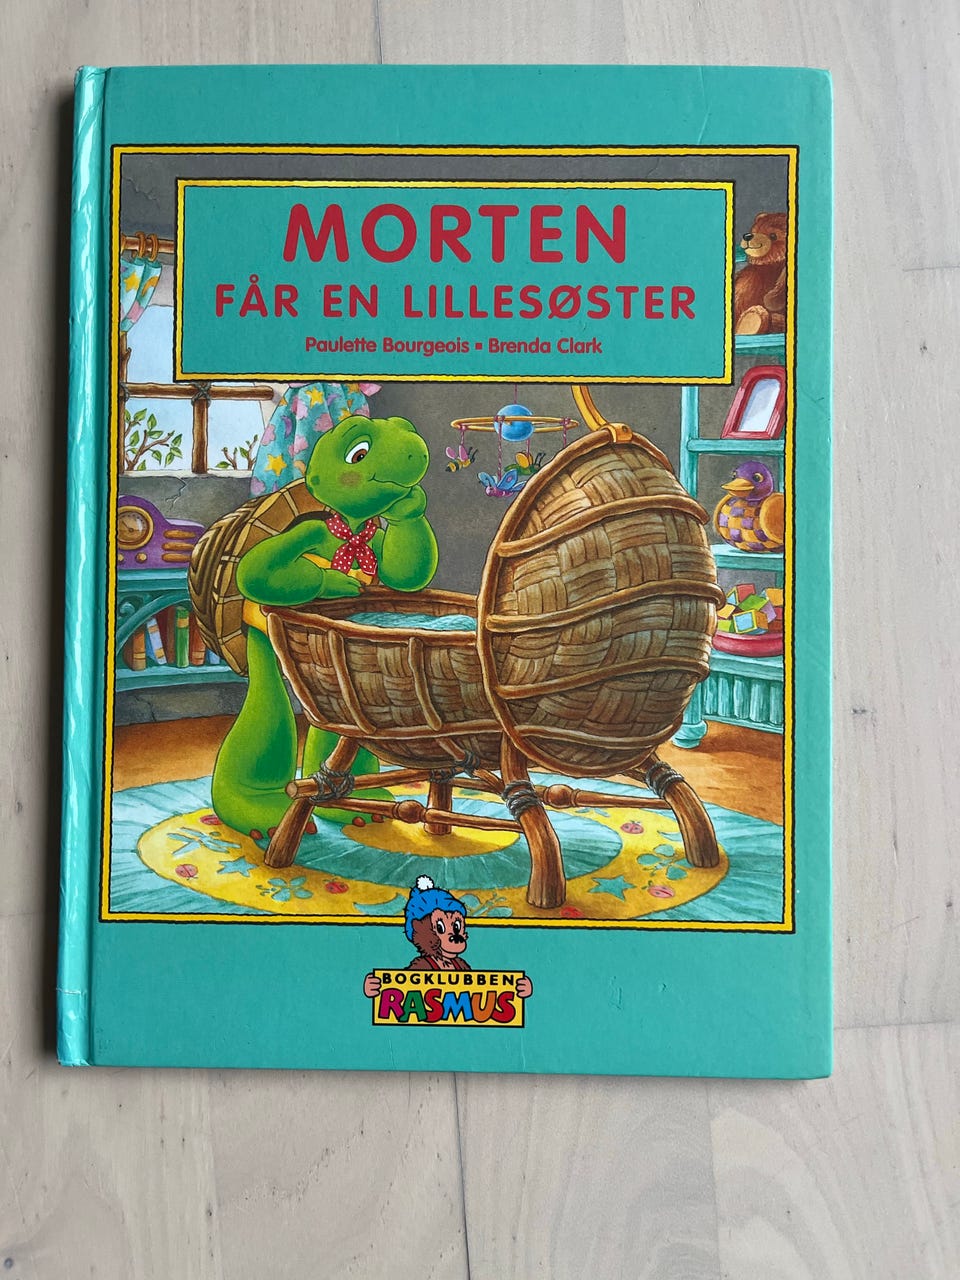 MORTEN
FÅR EN LILLESØSTER
Paulette Bourgeois ▪ Brenda Clark
BOGKLUBBEN
RASMUS